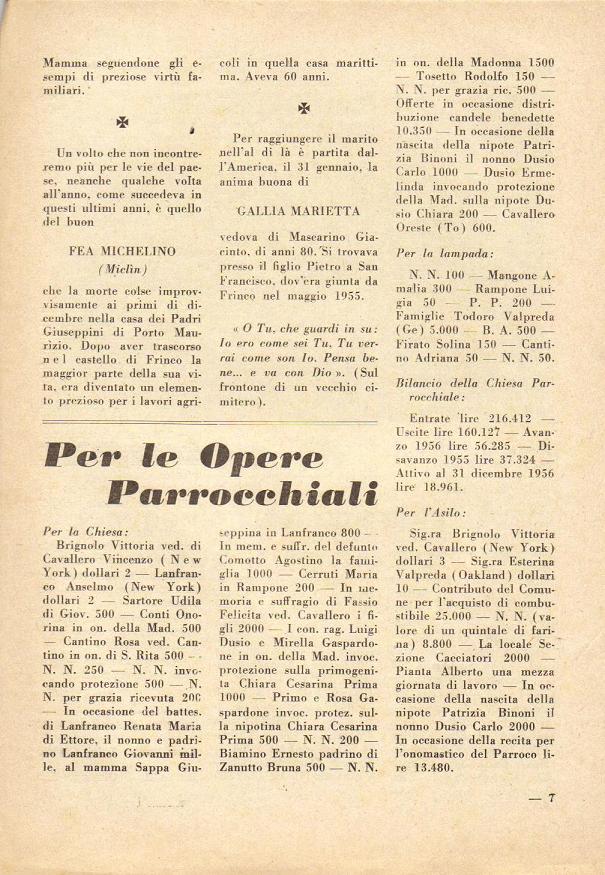 Mamma seguendone gli e-
sempi di preziose virtù fa-
miliari.
Un volto che non incontre-
remo più per le vie del pae-
se, neanche qualche volta
all'anno, come succedeva in
questi ultimi anni, è quello
del buon
FEA MICHELINO
(Miclin)
che la morte colse improv-
visamente ai primi di di-
cembre nella casa dei Padri
Giuseppini di Porto Mau-
rizio. Dopo aver trascorso
nel castello di Frinco la
maggior parte della sua vi-
ta, era diventato un elemen-
to prezioso per i lavori agri-
coli in quella casa maritti-
ma. Aveva 60 anni.
Per raggiungere il marito
nell'al di là è partita dal-
l'America, il 31 gennaio, la
anima buona di
GALLIA MARIETTA
vedova di Mascarino Gia-
cinto, di anni 80. Si trovava
presso il figlio Pietro a San
Francisco, dov'era giunta da
Frinco nel maggio 1955.
« O Tu, che guardi in su:
Io ero come sei Tu, Tu ver-
rai come son Io. Pensa be-
ne... e va con Dio ». (Sul
frontone di un vecchio ci-
mitero).
Per le Opere
Parrocchiali
Per la Chiesa:
Brignolo Vittoria ved. di
Cavallero Vincenzo (New
York) dollari 2 — Lanfran-
co Anselmo (New York)
dollari 2 — Sartore Udila
di Giov. 500 — Conti Ono-
rina in on. della Mad. 500
— Cantino Rosa ved. Can-
tino in on. di S. Rita 500 —
N. N. 250 — N. N. invo-
cando protezione 500 — N.
N. per grazia ricevuta 200
— In occasione del battes.
di Lanfranco Renata Maria
di Ettore, il nonno e padri-
no Lanfranco Giovanni mil-
le, al mamma Sappa Giu-
seppina in Lanfranco 800 —
In mem. e suffr. del defunto
Comotto Agostino la fami-
glia 1000 — Cerruti Maria
in Rampone 200 — In me-
moria e suffragio di Fassio
Felicita ved. Cavallero i fi-
gli 2000 — I con. rag. Luigi
Dusio e Mirella Gaspardo-
ne in on. della Mad. invoc.
protezione sulla primogeni-
ta Chiara Cesarina Prima
1000 — Primo e Rosa Ga-
spardone invoc. protez. sul-
la nipotina Chiara Cesarina
Prima 500 — N. N. 200 —
Biamino Ernesto padrino di
Zanutto Bruna 500 — N. N.
in on. della Madonna 1500
— Tosetto Rodolfo 150 —
N. N. per grazia ric. 500 —
Offerte in occasione distri-
buzione candele benedette
10.350 — In occasione della
nascita della nipote Patri-
zia Binoni il nonno Dusio
Carlo 1000 — Dusio Erme-
linda invocando protezione
della Mad. sulla nipote Du-
sio Chiara 200 — Cavallero
Oreste (To) 600.
Per la lampada:
N. N. 100 — Mangone A-
malia 300 — Rampone Lui-
gia 50 — P. P. 200 —
Famiglie Todoro Valpreda
(Ge) 5.000 — B. A. 500 —
Firato Solina 150 — Canti-
no Adriana 50 — N. N. 50.
Bilancio della Chiesa Par-
rocchiale:
Entrate lire 216.412 —
Uscite lire 160.127 — Avan-
zo 1956 lire 56.285 — Di-
savanzo 1955 lire 37.324 —
Attivo al 31 dicembre 1956
lire 18.961.
Per l'Asilo:
Sig.ra Brignolo Vittoria
ved. Cavallero (New York)
dollari 3 — Sig.ra Esterina
Valpreda (Oakland) dollari
10 — Contributo del Comu-
ne per l'acquisto di combu-
stibile 25.000 — N. N. (va-
lore di un quintale di fari-
na) 8.800 — La locale Se-
zione Cacciatori 2000 —
Pianta Alberto una mezza
giornata di lavoro — In oc-
casione della nascita della
nipote Patrizia Binoni il
nonno Dusio Carlo 2000 —
In occasione della recita per
l'onomastico del Parroco li-
re 13.480.
— 7